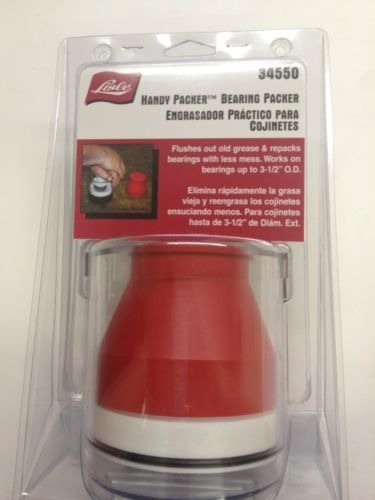 Lisle
34550
HANDY PACKER™ BEARING PACKER
ENGRASADOR PRÁCTICO PARA
COJINETES
Flushes out old grease & repacks
bearings with less mess. Works on
bearings up to 3-1/2" O.D.
Elimina rápidamente la grasa
vieja y reengrasa los cojinetes
ensuciando menos. Para cojinetes
hasta de 3-1/2" de Diám. Ext.